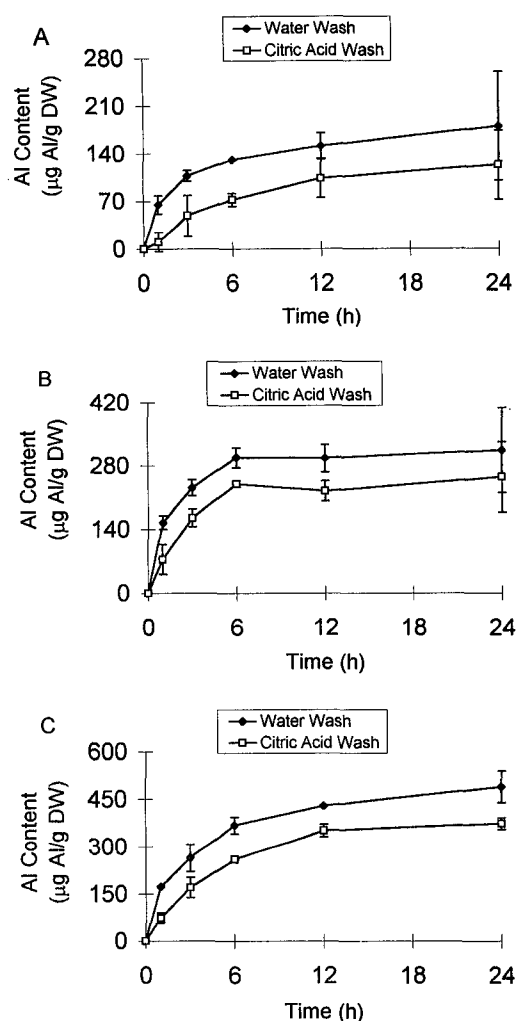 A
Water Wash
Citric Acid Wash
280
210
140
70
0
Al Content
(µg Al/g DW)
0 6 12 18 24
Time (h)
B
Water Wash
Citric Acid Wash
420
280
140
0
Al Content
(µg Al/g DW)
0 6 12 18 24
Time (h)
C
Water Wash
Citric Acid Wash
600
450
300
150
0
Al Content
(µg Al/g DW)
0 6 12 18 24
Time (h)